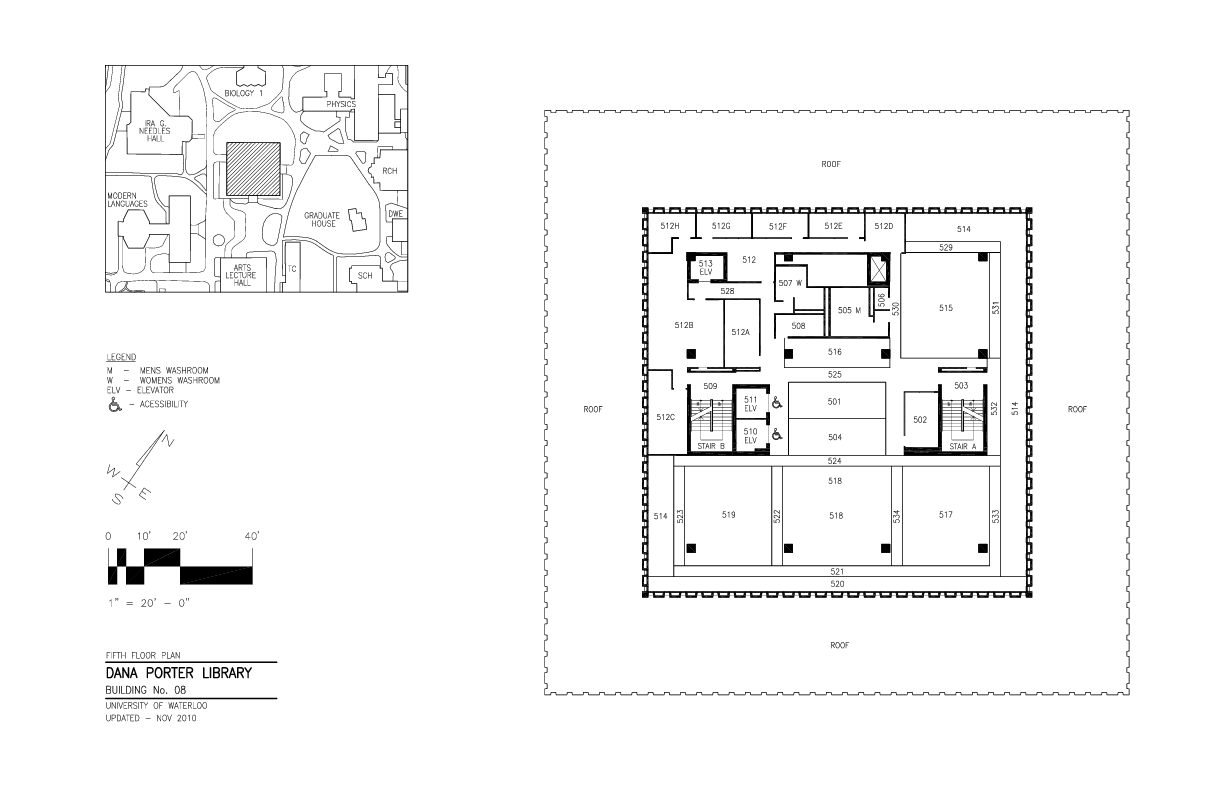 BIOLOGY 1
PHYSICS
IRA G.
NEEDLES
HALL
RCH
MODERN
LANGUAGES
GRADUATE
HOUSE
DWE
ARTS
LECTURE
HALL
TC
SCH
LEGEND
M – MENS WASHROOM
W – WOMENS WASHROOM
ELV – ELEVATOR
– ACESSIBILITY
N
W
E
S
0 10' 20' 40'
1" = 20' – 0"
FIFTH FLOOR PLAN
DANA PORTER LIBRARY
BUILDING No. 08
UNIVERSITY OF WATERLOO
UPDATED – NOV 2010
ROOF
512H 512G 512F 512E 512D 514
529
513
ELV
512
507 W
528
506
530
515
531
512B
512A
508
505 M
516
525
509
511
ELV
501
503
ROOF
512C
502
532
514
ROOF
510
ELV
504
STAIR B
STAIR A
524
518
514
523
519
522
518
534
517
533
521
520
ROOF